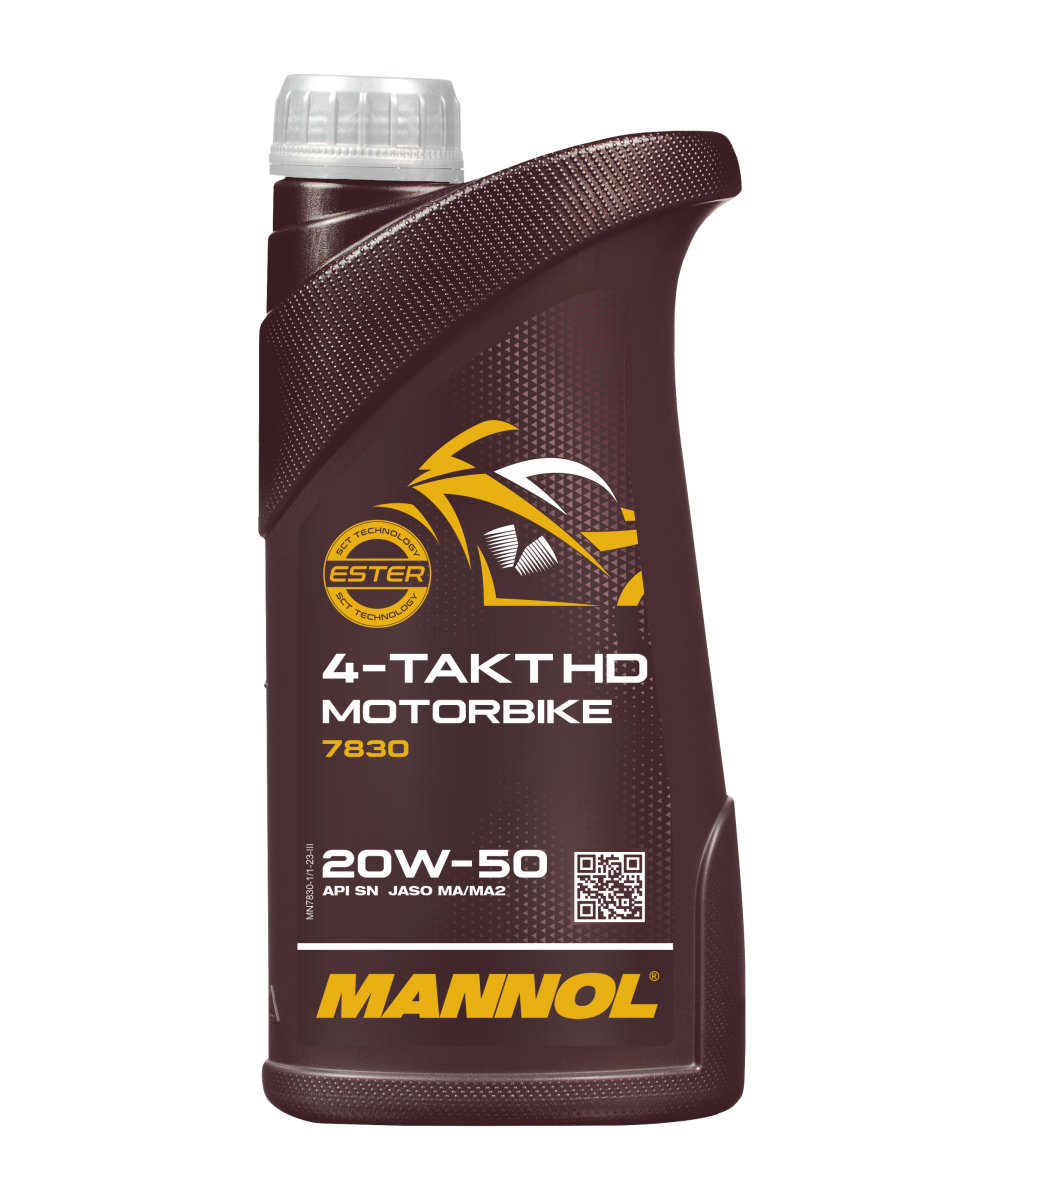 SCT TECHNOLOGY
ESTER
SCT TECHNOLOGY
4-TAKT HD
MOTORBIKE
7830
MN7830-1/1-23-III
20W-50
API SN JASO MA/MA2
MANNOL®